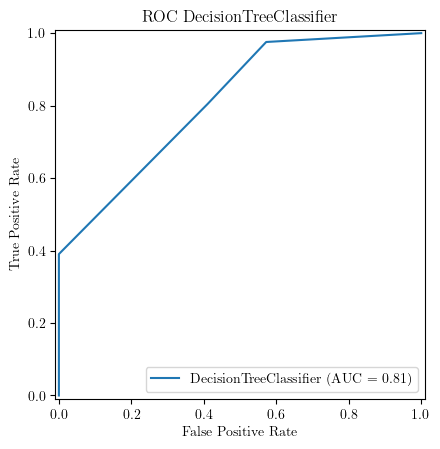 ROC DecisionTreeClassifier
True Positive Rate
1.0
0.8
0.6
0.4
0.2
0.0
DecisionTreeClassifier (AUC = 0.81)
0.0 0.2 0.4 0.6 0.8 1.0
False Positive Rate